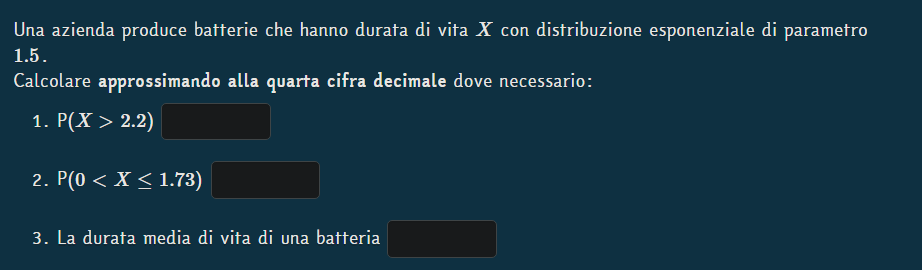 Una azienda produce batterie che hanno durata di vita X con distribuzione esponenziale di parametro
1.5.
Calcolare approssimando alla quarta cifra decimale dove necessario:
1. P(X > 2.2)
2. P(0 < X ≤ 1.73)
3. La durata media di vita di una batteria